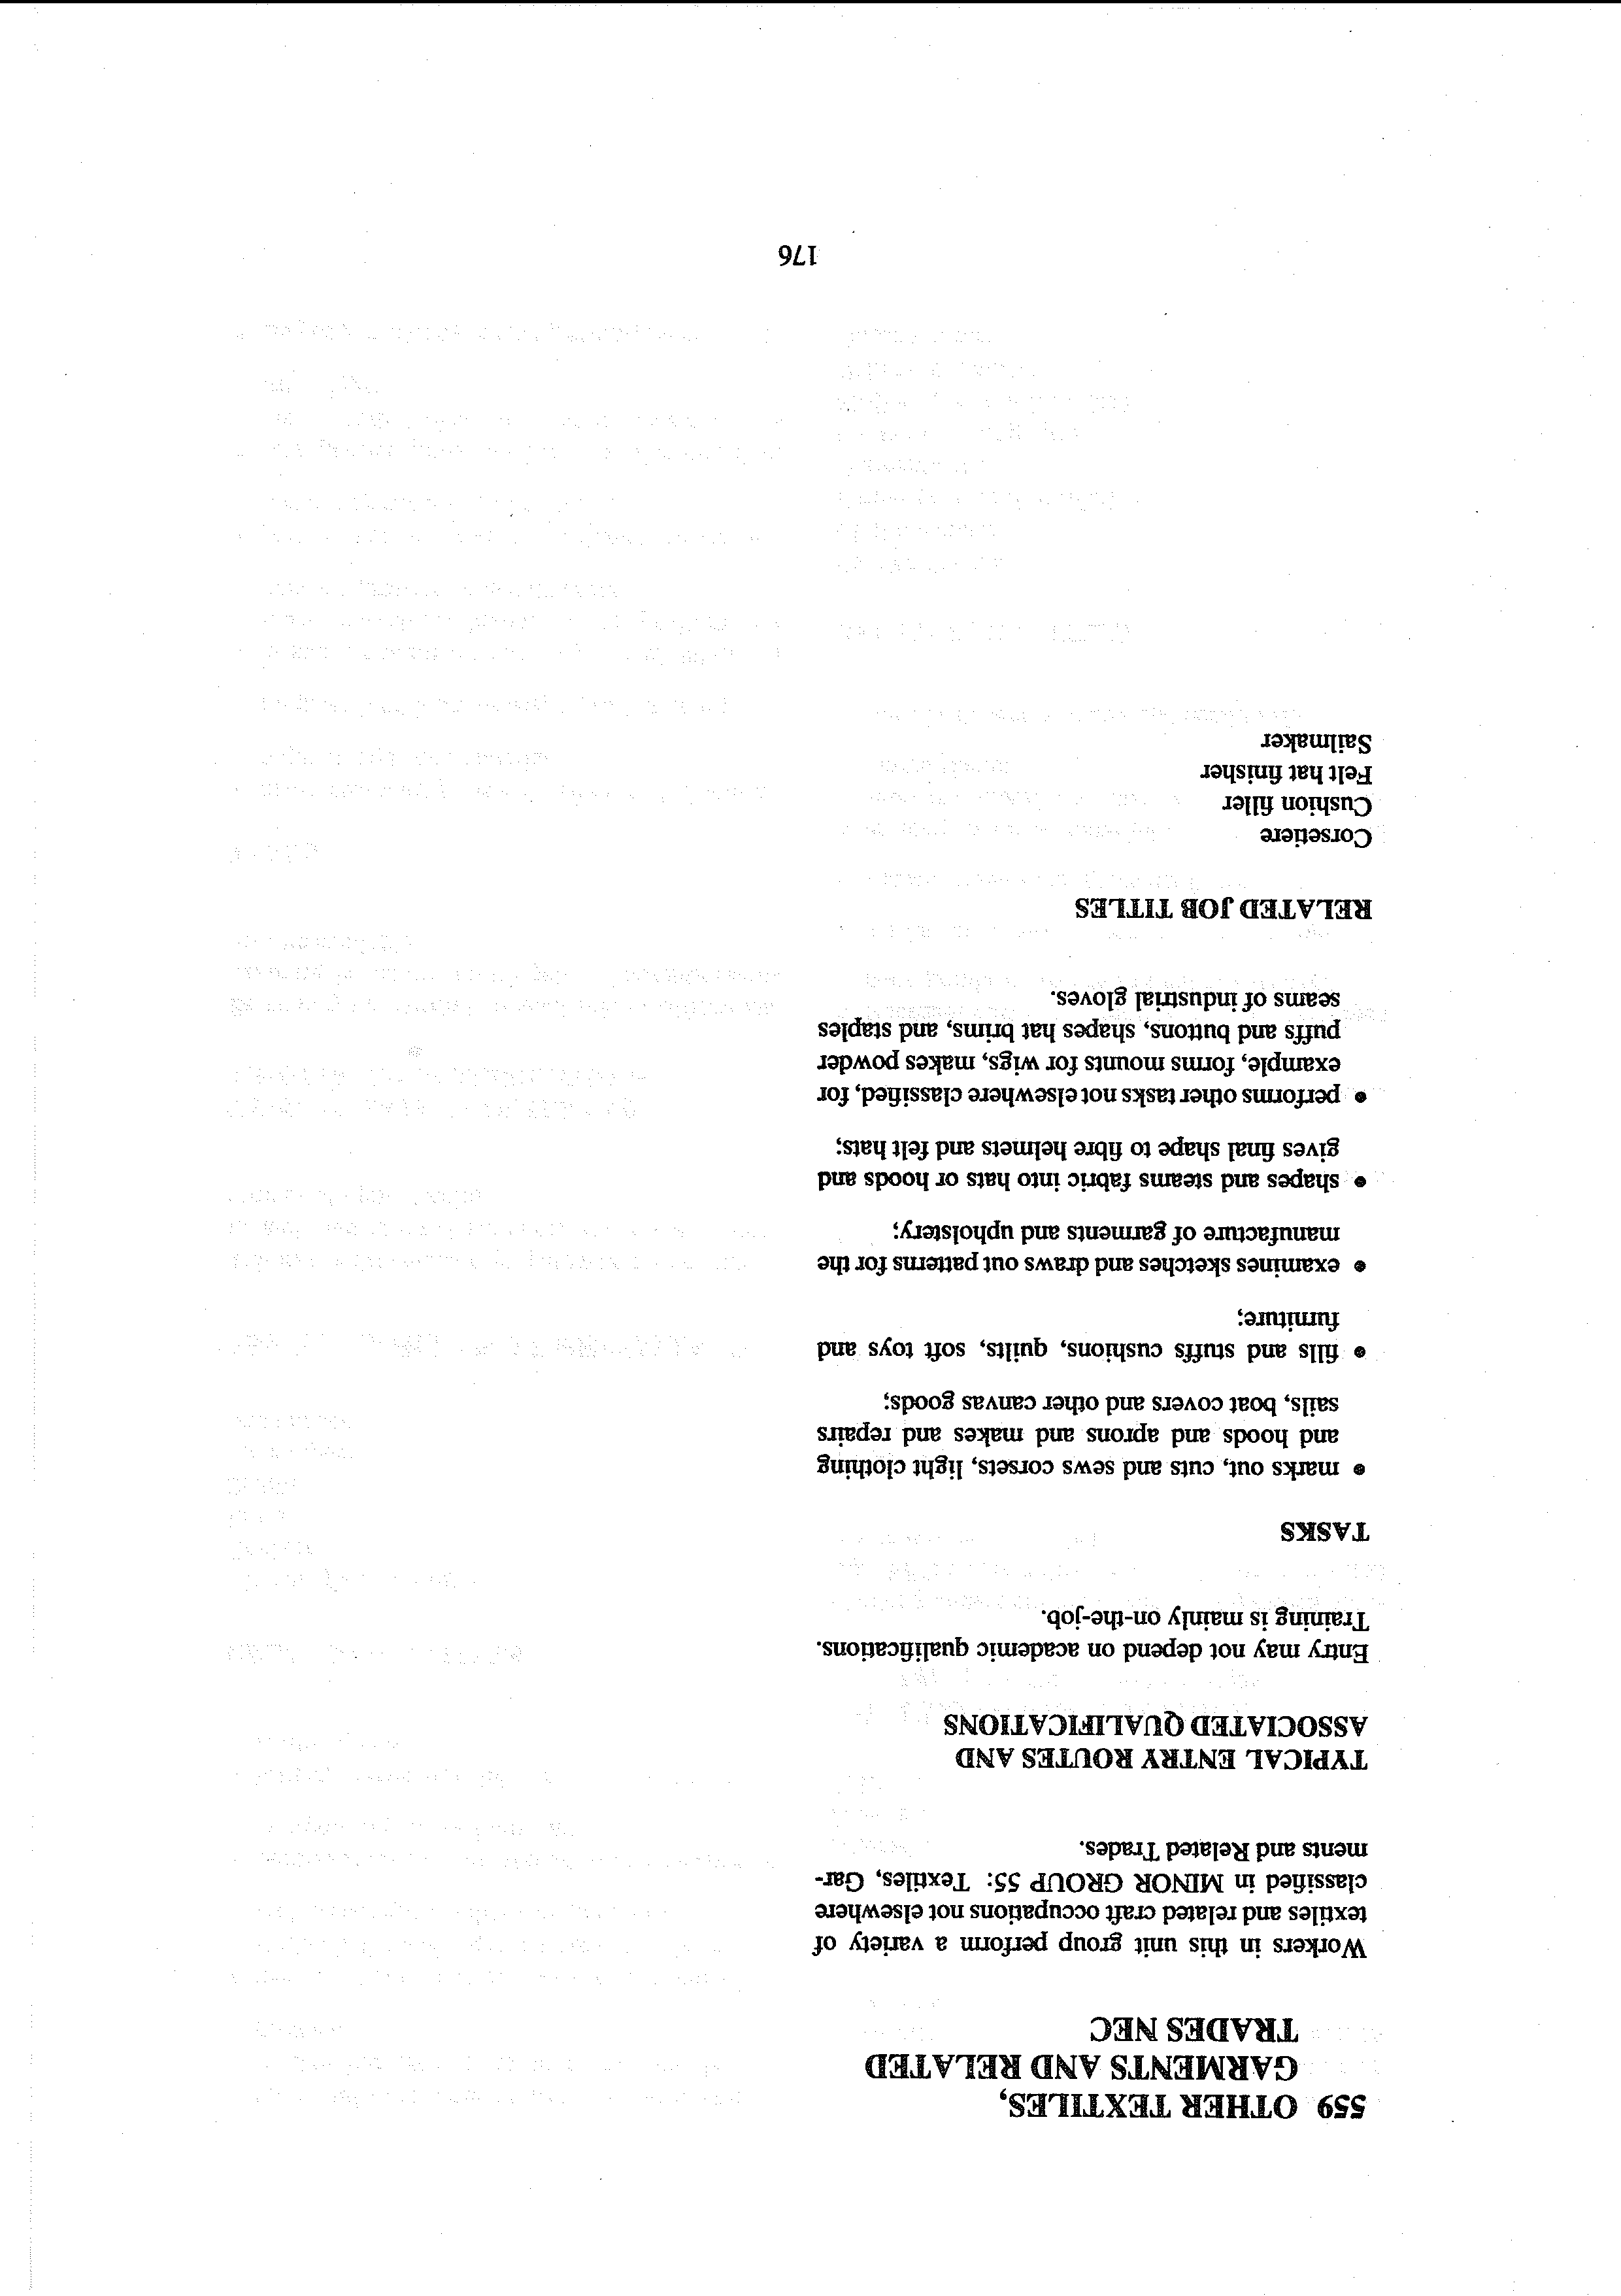 559 OTHER TEXTILES,
GARMENTS AND RELATED
TRADES NEC
Workers in this unit group perform a variety of
textiles and related craft occupations not elsewhere
classified in MINOR GROUP 55: Textiles, Gar-
ments and Related Trades.
TYPICAL ENTRY ROUTES AND
ASSOCIATED QUALIFICATIONS
Entry may not depend on academic qualifications.
Training is mainly on-the-job.
TASKS
• marks out, cuts and sews corsets, light clothing
and hoods and aprons and makes and repairs
sails, boat covers and other canvas goods;
• fills and stuffs cushions, quilts, soft toys and
furniture;
• examines sketches and draws out patterns for the
manufacture of garments and upholstery;
• shapes and steams fabric into hats or hoods and
gives final shape to fibre helmets and felt hats;
• performs other tasks not elsewhere classified, for
example, forms mounts for wigs, makes powder
puffs and buttons, shapes hat brims, and staples
seams of industrial gloves.
RELATED JOB TITLES
Corsetiere
Cushion filler
Felt hat finisher
Sailmaker
176